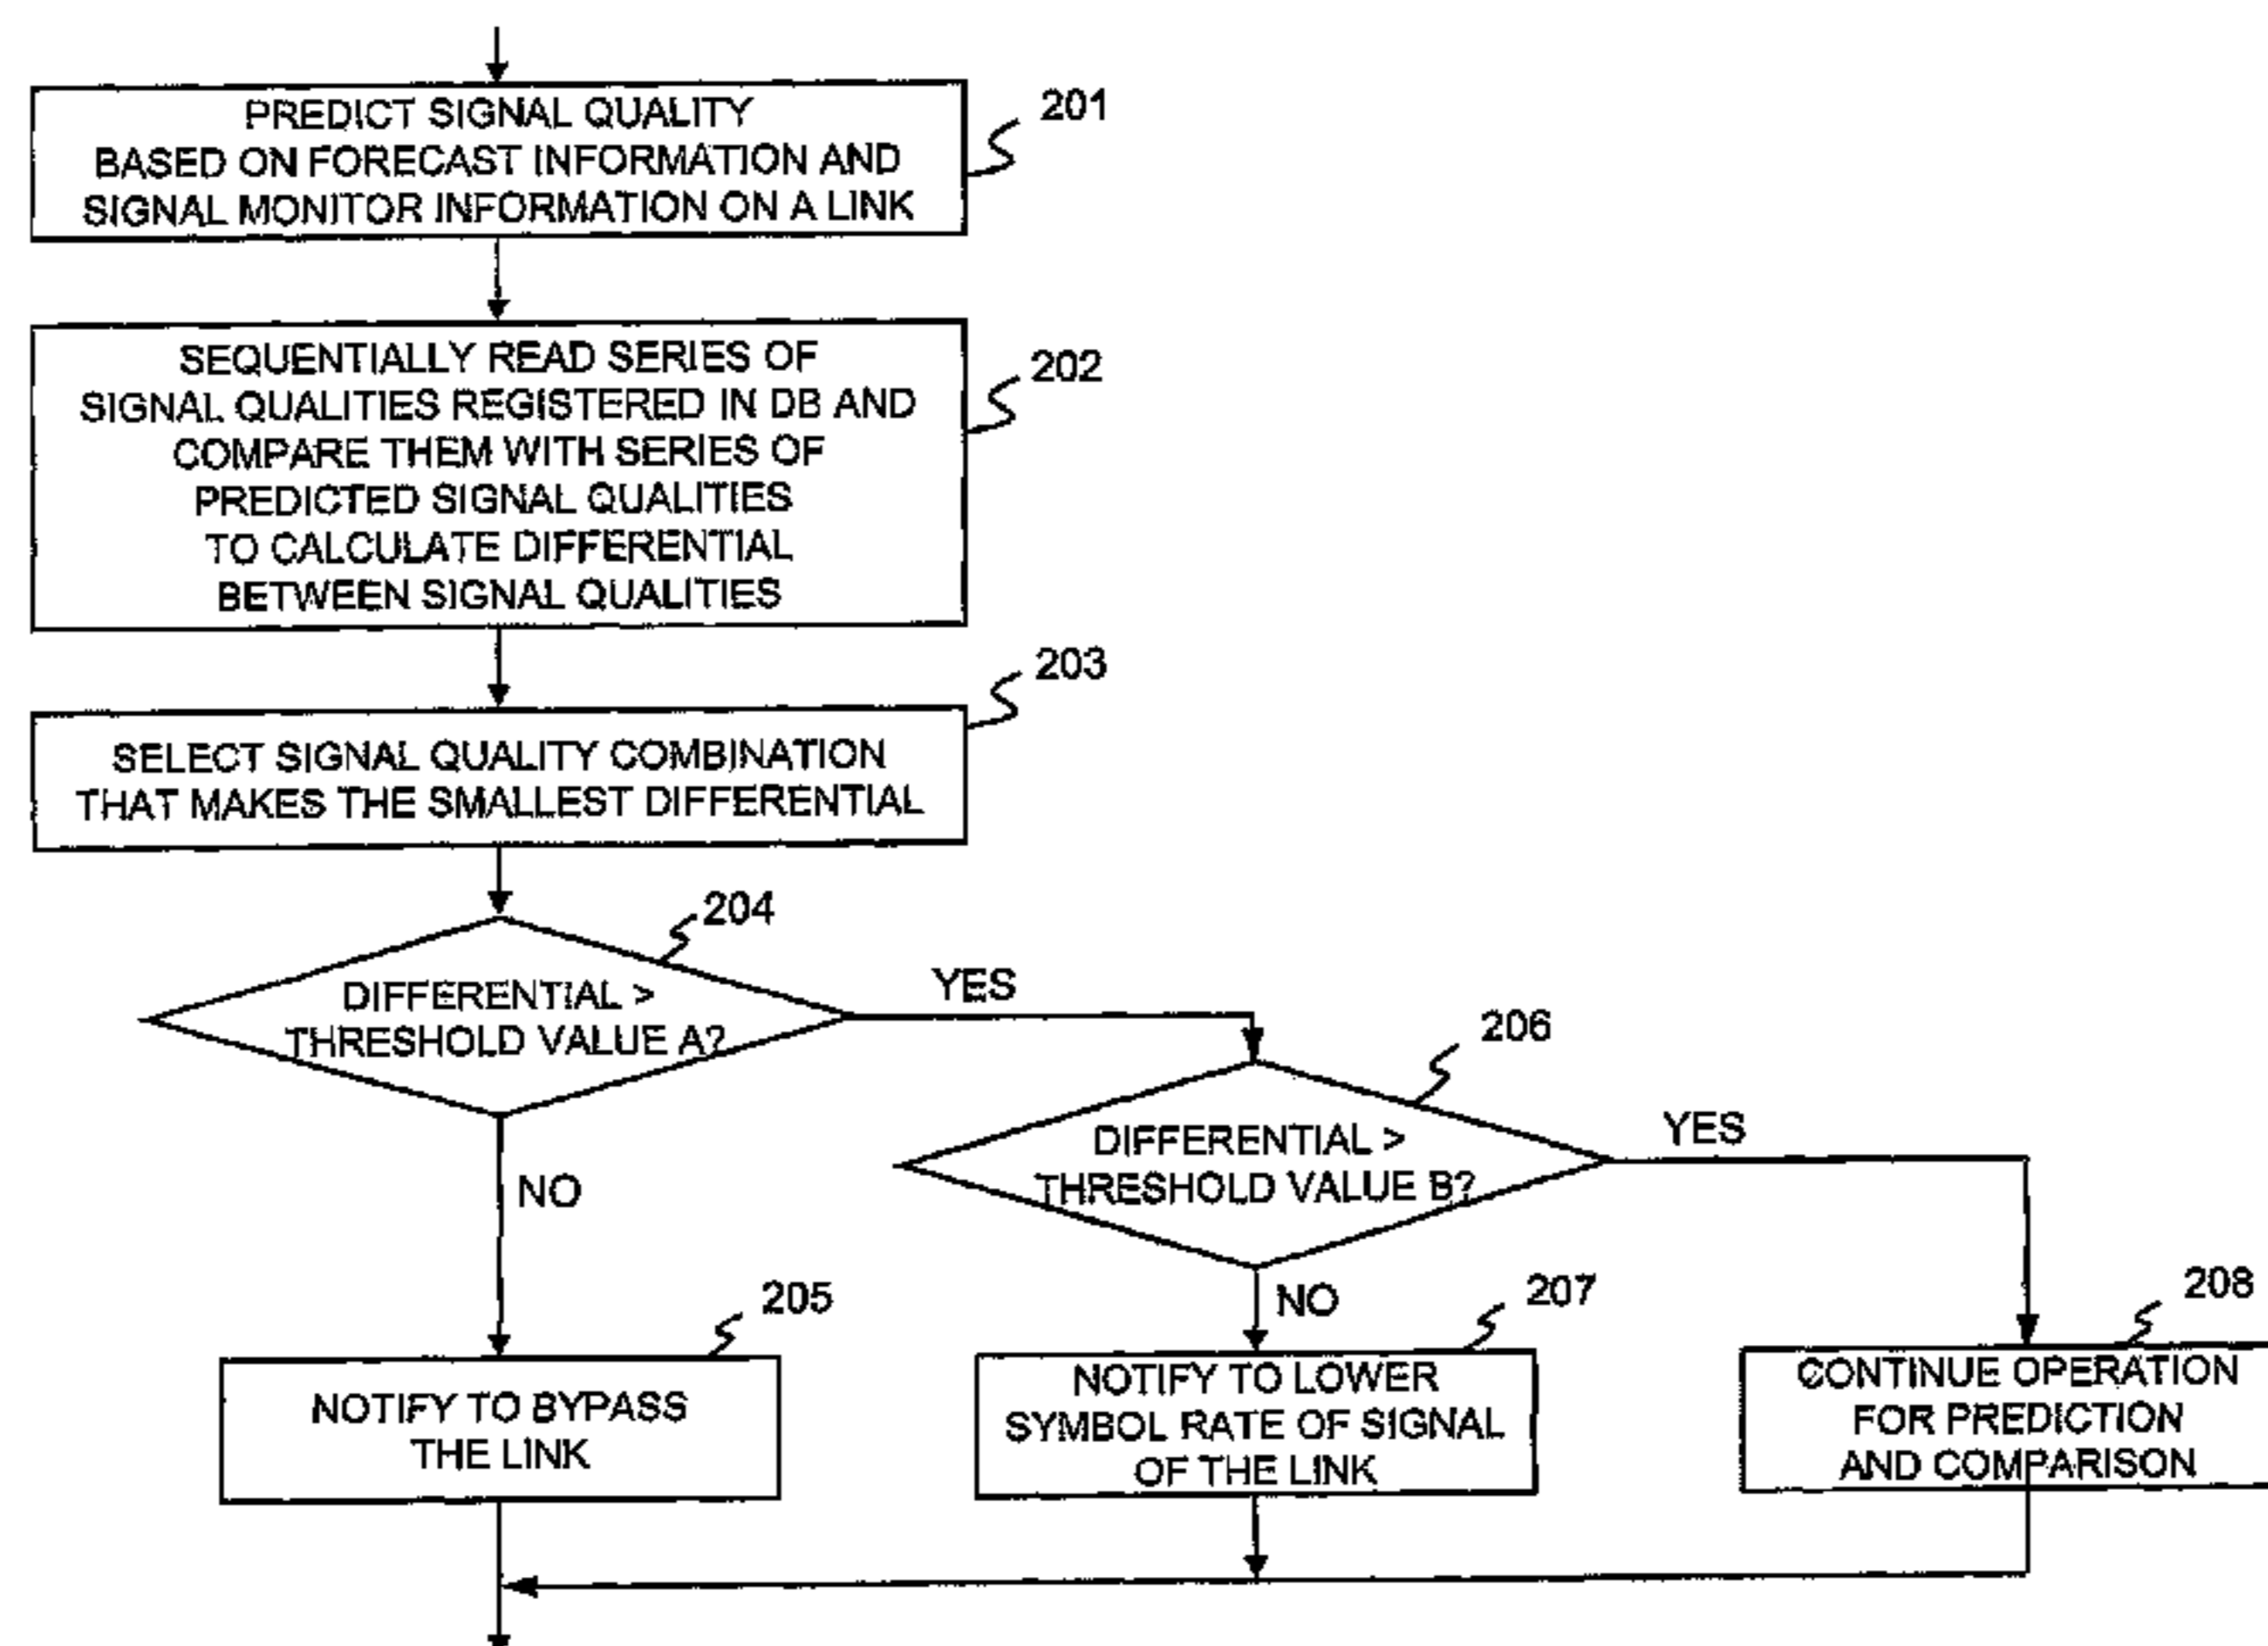 PREDICT SIGNAL QUALITY
BASED ON FORECAST INFORMATION AND
SIGNAL MONITOR INFORMATION ON A LINK
201
SEQUENTIALLY READ SERIES OF
SIGNAL QUALITIES REGISTERED IN DB AND
COMPARE THEM WITH SERIES OF
PREDICTED SIGNAL QUALITIES
TO CALCULATE DIFFERENTIAL
BETWEEN SIGNAL QUALITIES
202
SELECT SIGNAL QUALITY COMBINATION
THAT MAKES THE SMALLEST DIFFERENTIAL
203
DIFFERENTIAL >
THRESHOLD VALUE A?
204
YES
NO
DIFFERENTIAL >
THRESHOLD VALUE B?
206
YES
NO
NOTIFY TO BYPASS
THE LINK
205
NOTIFY TO LOWER
SYMBOL RATE OF SIGNAL
OF THE LINK
207
CONTINUE OPERATION
FOR PREDICTION
AND COMPARISON
208